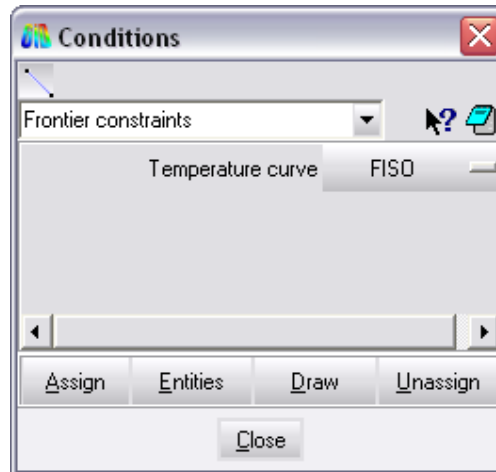 Conditions
Frontier constraints
Temperature curve FISO
Assign Entities Draw Unassign
Close